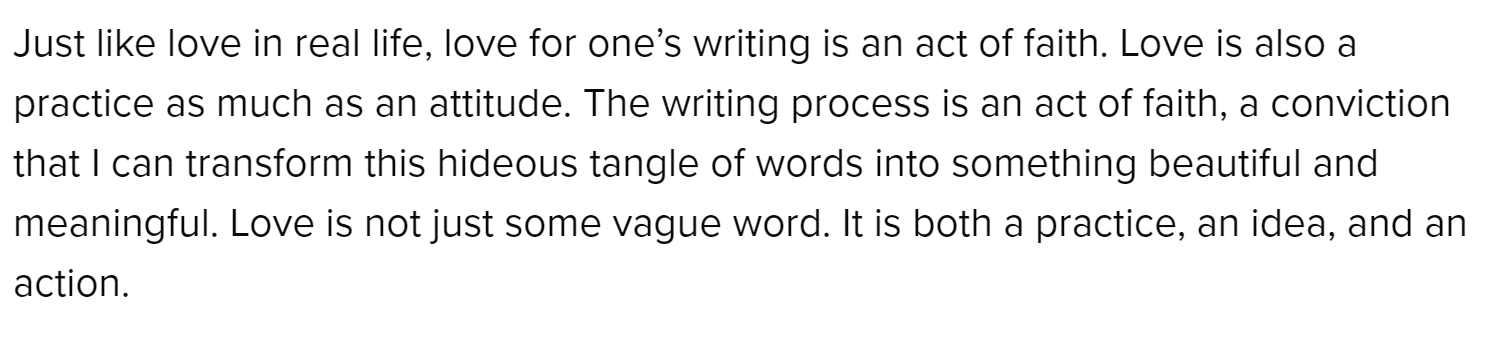 Just like love in real life, love for one’s writing is an act of faith. Love is also a
practice as much as an attitude. The writing process is an act of faith, a conviction
that I can transform this hideous tangle of words into something beautiful and
meaningful. Love is not just some vague word. It is both a practice, an idea, and an
action.